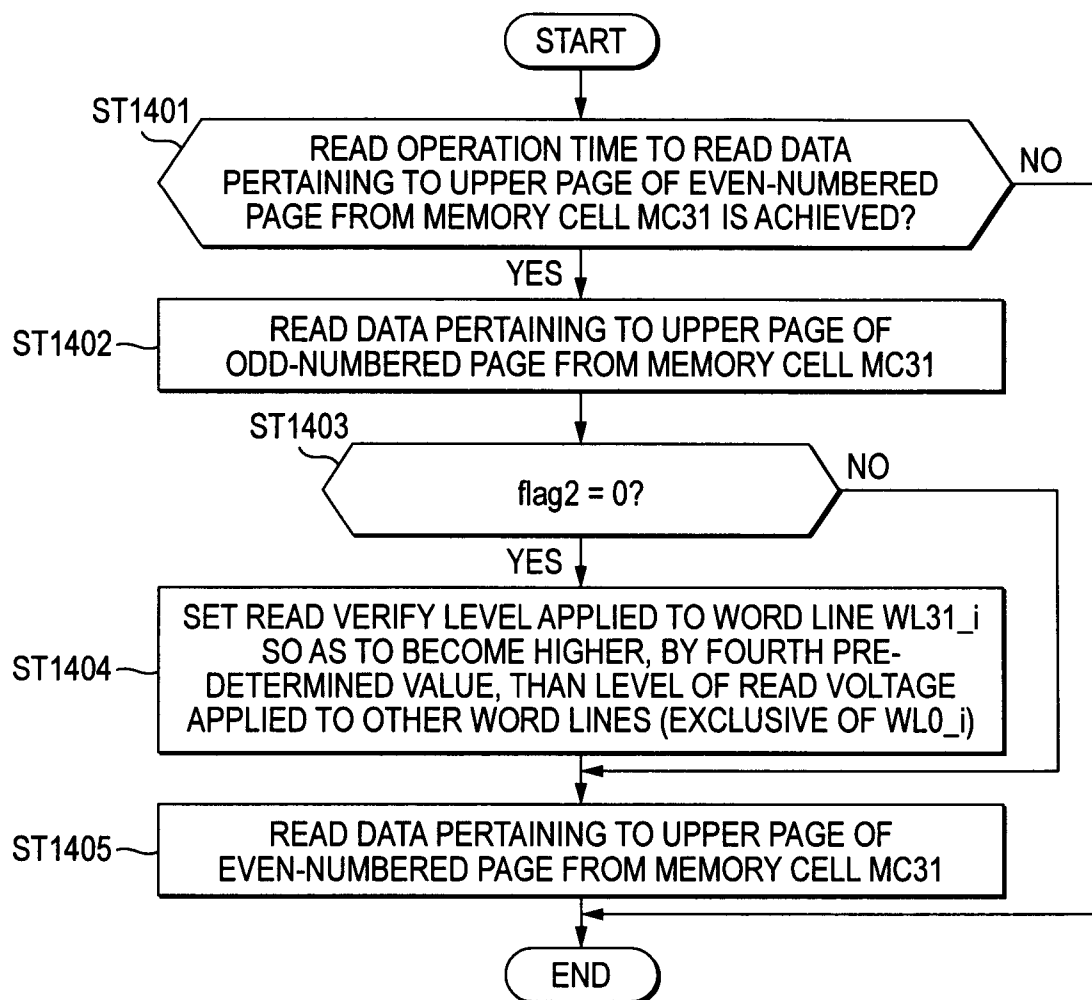 START
ST1401
READ OPERATION TIME TO READ DATA
PERTAINING TO UPPER PAGE OF EVEN-NUMBERED
PAGE FROM MEMORY CELL MC31 IS ACHIEVED?
NO
YES
ST1402
READ DATA PERTAINING TO UPPER PAGE OF
ODD-NUMBERED PAGE FROM MEMORY CELL MC31
ST1403
flag2 = 0?
NO
YES
ST1404
SET READ VERIFY LEVEL APPLIED TO WORD LINE WL31_i
SO AS TO BECOME HIGHER, BY FOURTH PRE-
DETERMINED VALUE, THAN LEVEL OF READ VOLTAGE
APPLIED TO OTHER WORD LINES (EXCLUSIVE OF WL0_i)
ST1405
READ DATA PERTAINING TO UPPER PAGE OF
EVEN-NUMBERED PAGE FROM MEMORY CELL MC31
END